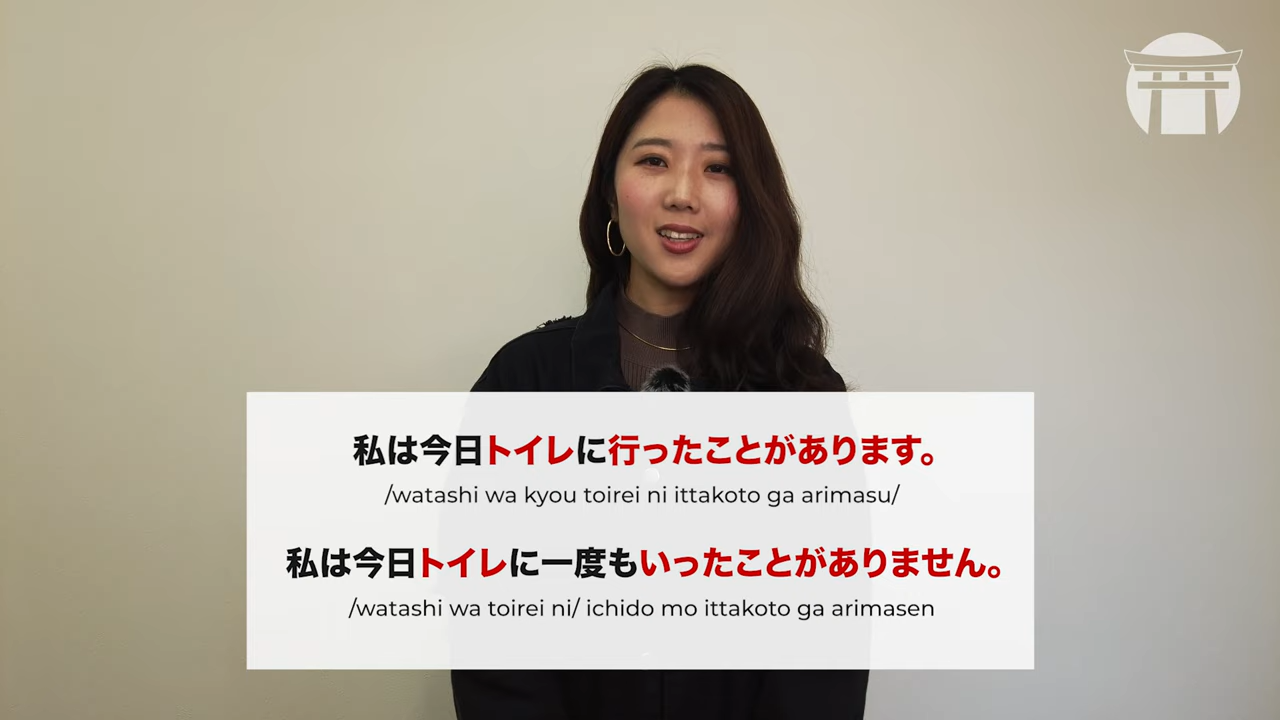 私は今日トイレに行ったことがあります。
/watashi wa kyou toirei ni ittakoto ga arimasu/
私は今日トイレに一度もいったことがありません。
/watashi wa toirei ni/ ichido mo ittakoto ga arimasen